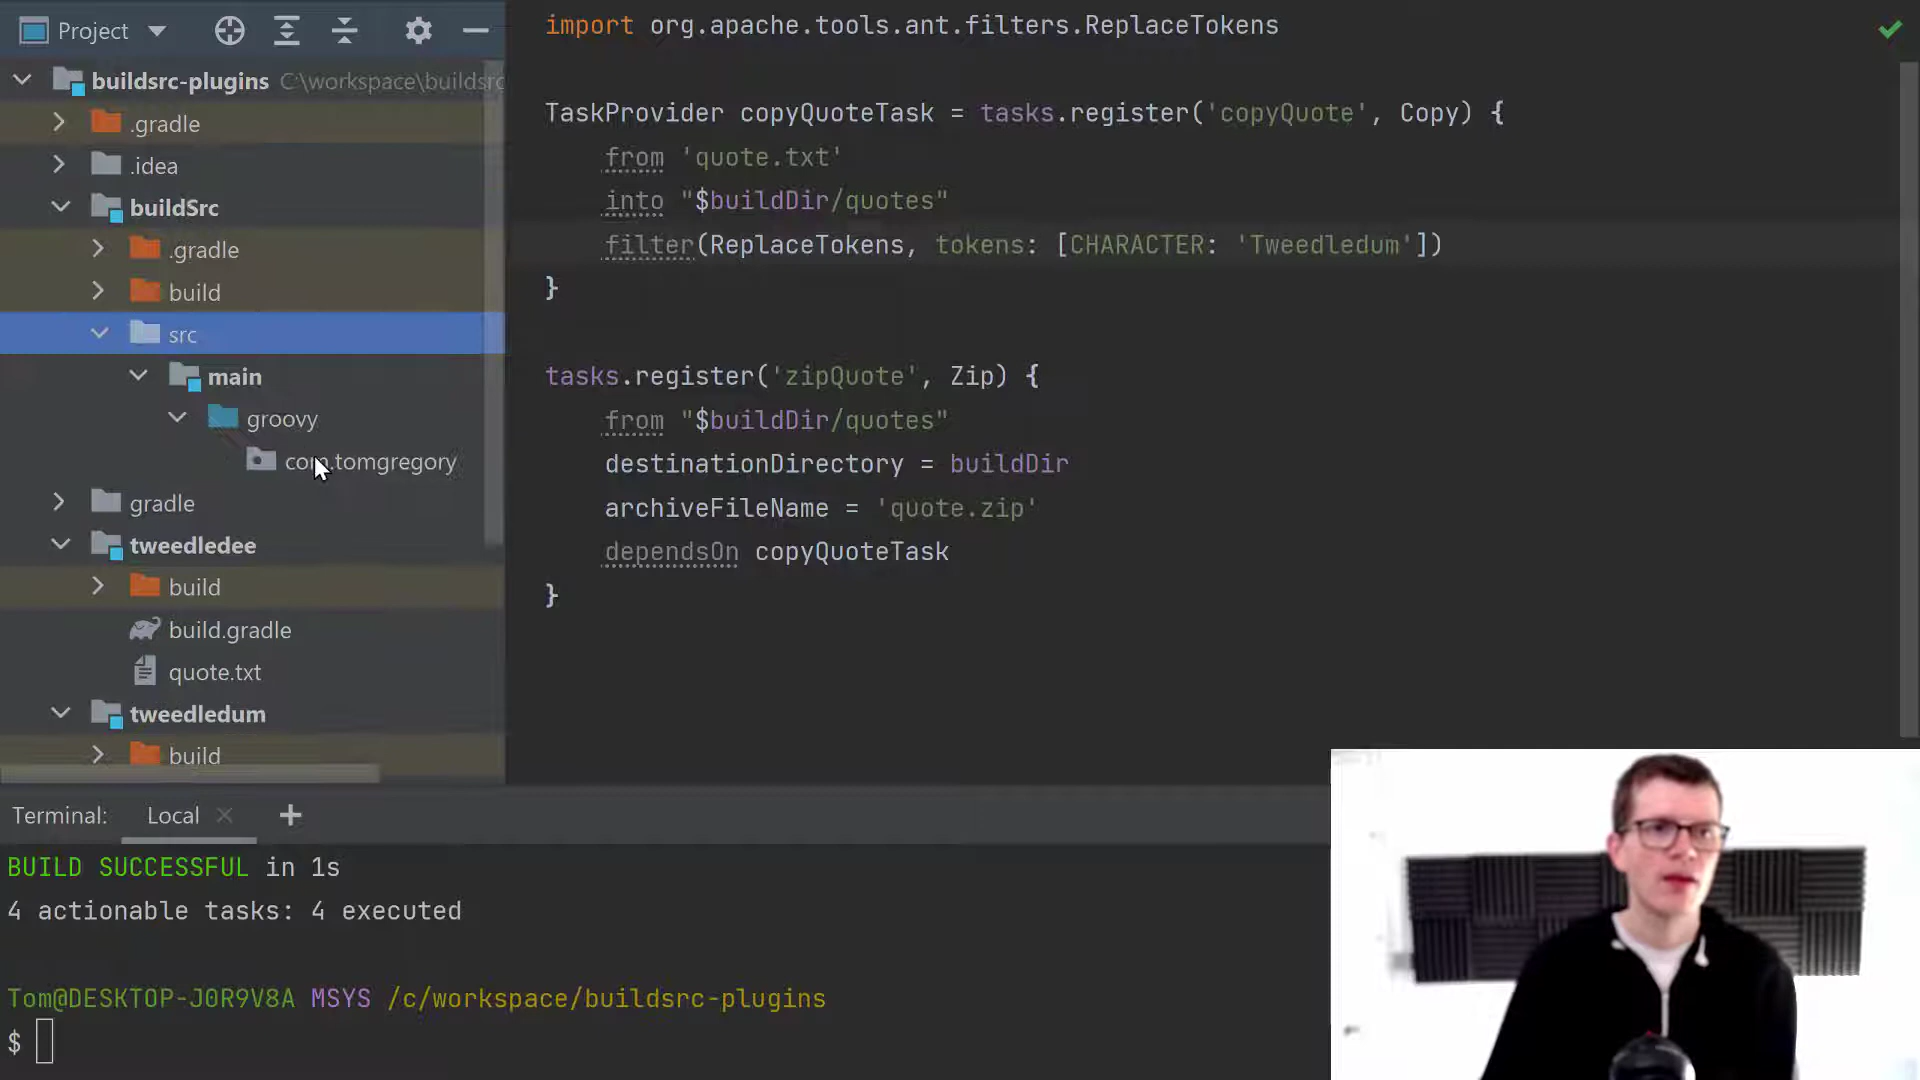 Project
buildsrc-plugins C:\workspace\buildsrc
.gradle
.idea
buildSrc
.gradle
build
src
main
groovy
com.tomgregory
gradle
tweedledee
build
build.gradle
quote.txt
tweedledum
build
import org.apache.tools.ant.filters.ReplaceTokens
TaskProvider copyQuoteTask = tasks.register('copyQuote', Copy) {
from 'quote.txt'
into "$buildDir/quotes"
filter(ReplaceTokens, tokens: [CHARACTER: 'Tweedledum'])
}
tasks.register('zipQuote', Zip) {
from "$buildDir/quotes"
destinationDirectory = buildDir
archiveFileName = 'quote.zip'
dependsOn copyQuoteTask
}
Terminal: Local
BUILD SUCCESSFUL in 1s
4 actionable tasks: 4 executed
Tom@DESKTOP-J0R9V8A MSYS /c/workspace/buildsrc-plugins
$